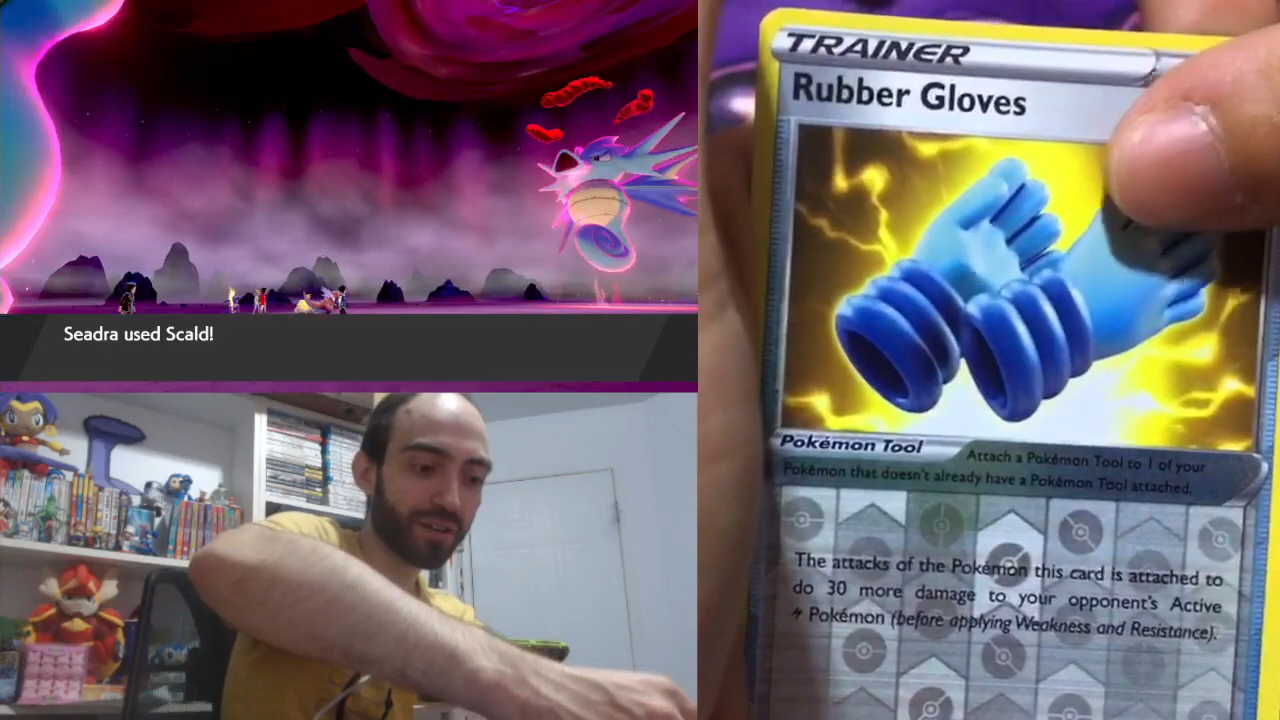 Seadra used Scald!
TRAINER
Rubber Gloves
Pokémon Tool
Attach a Pokémon Tool to 1 of your
Pokémon that doesn't already have a Pokémon Tool attached.
The attacks of the Pokémon this card is attached to
do 30 more damage to your opponent's Active
Pokémon (before applying Weakness and Resistance).